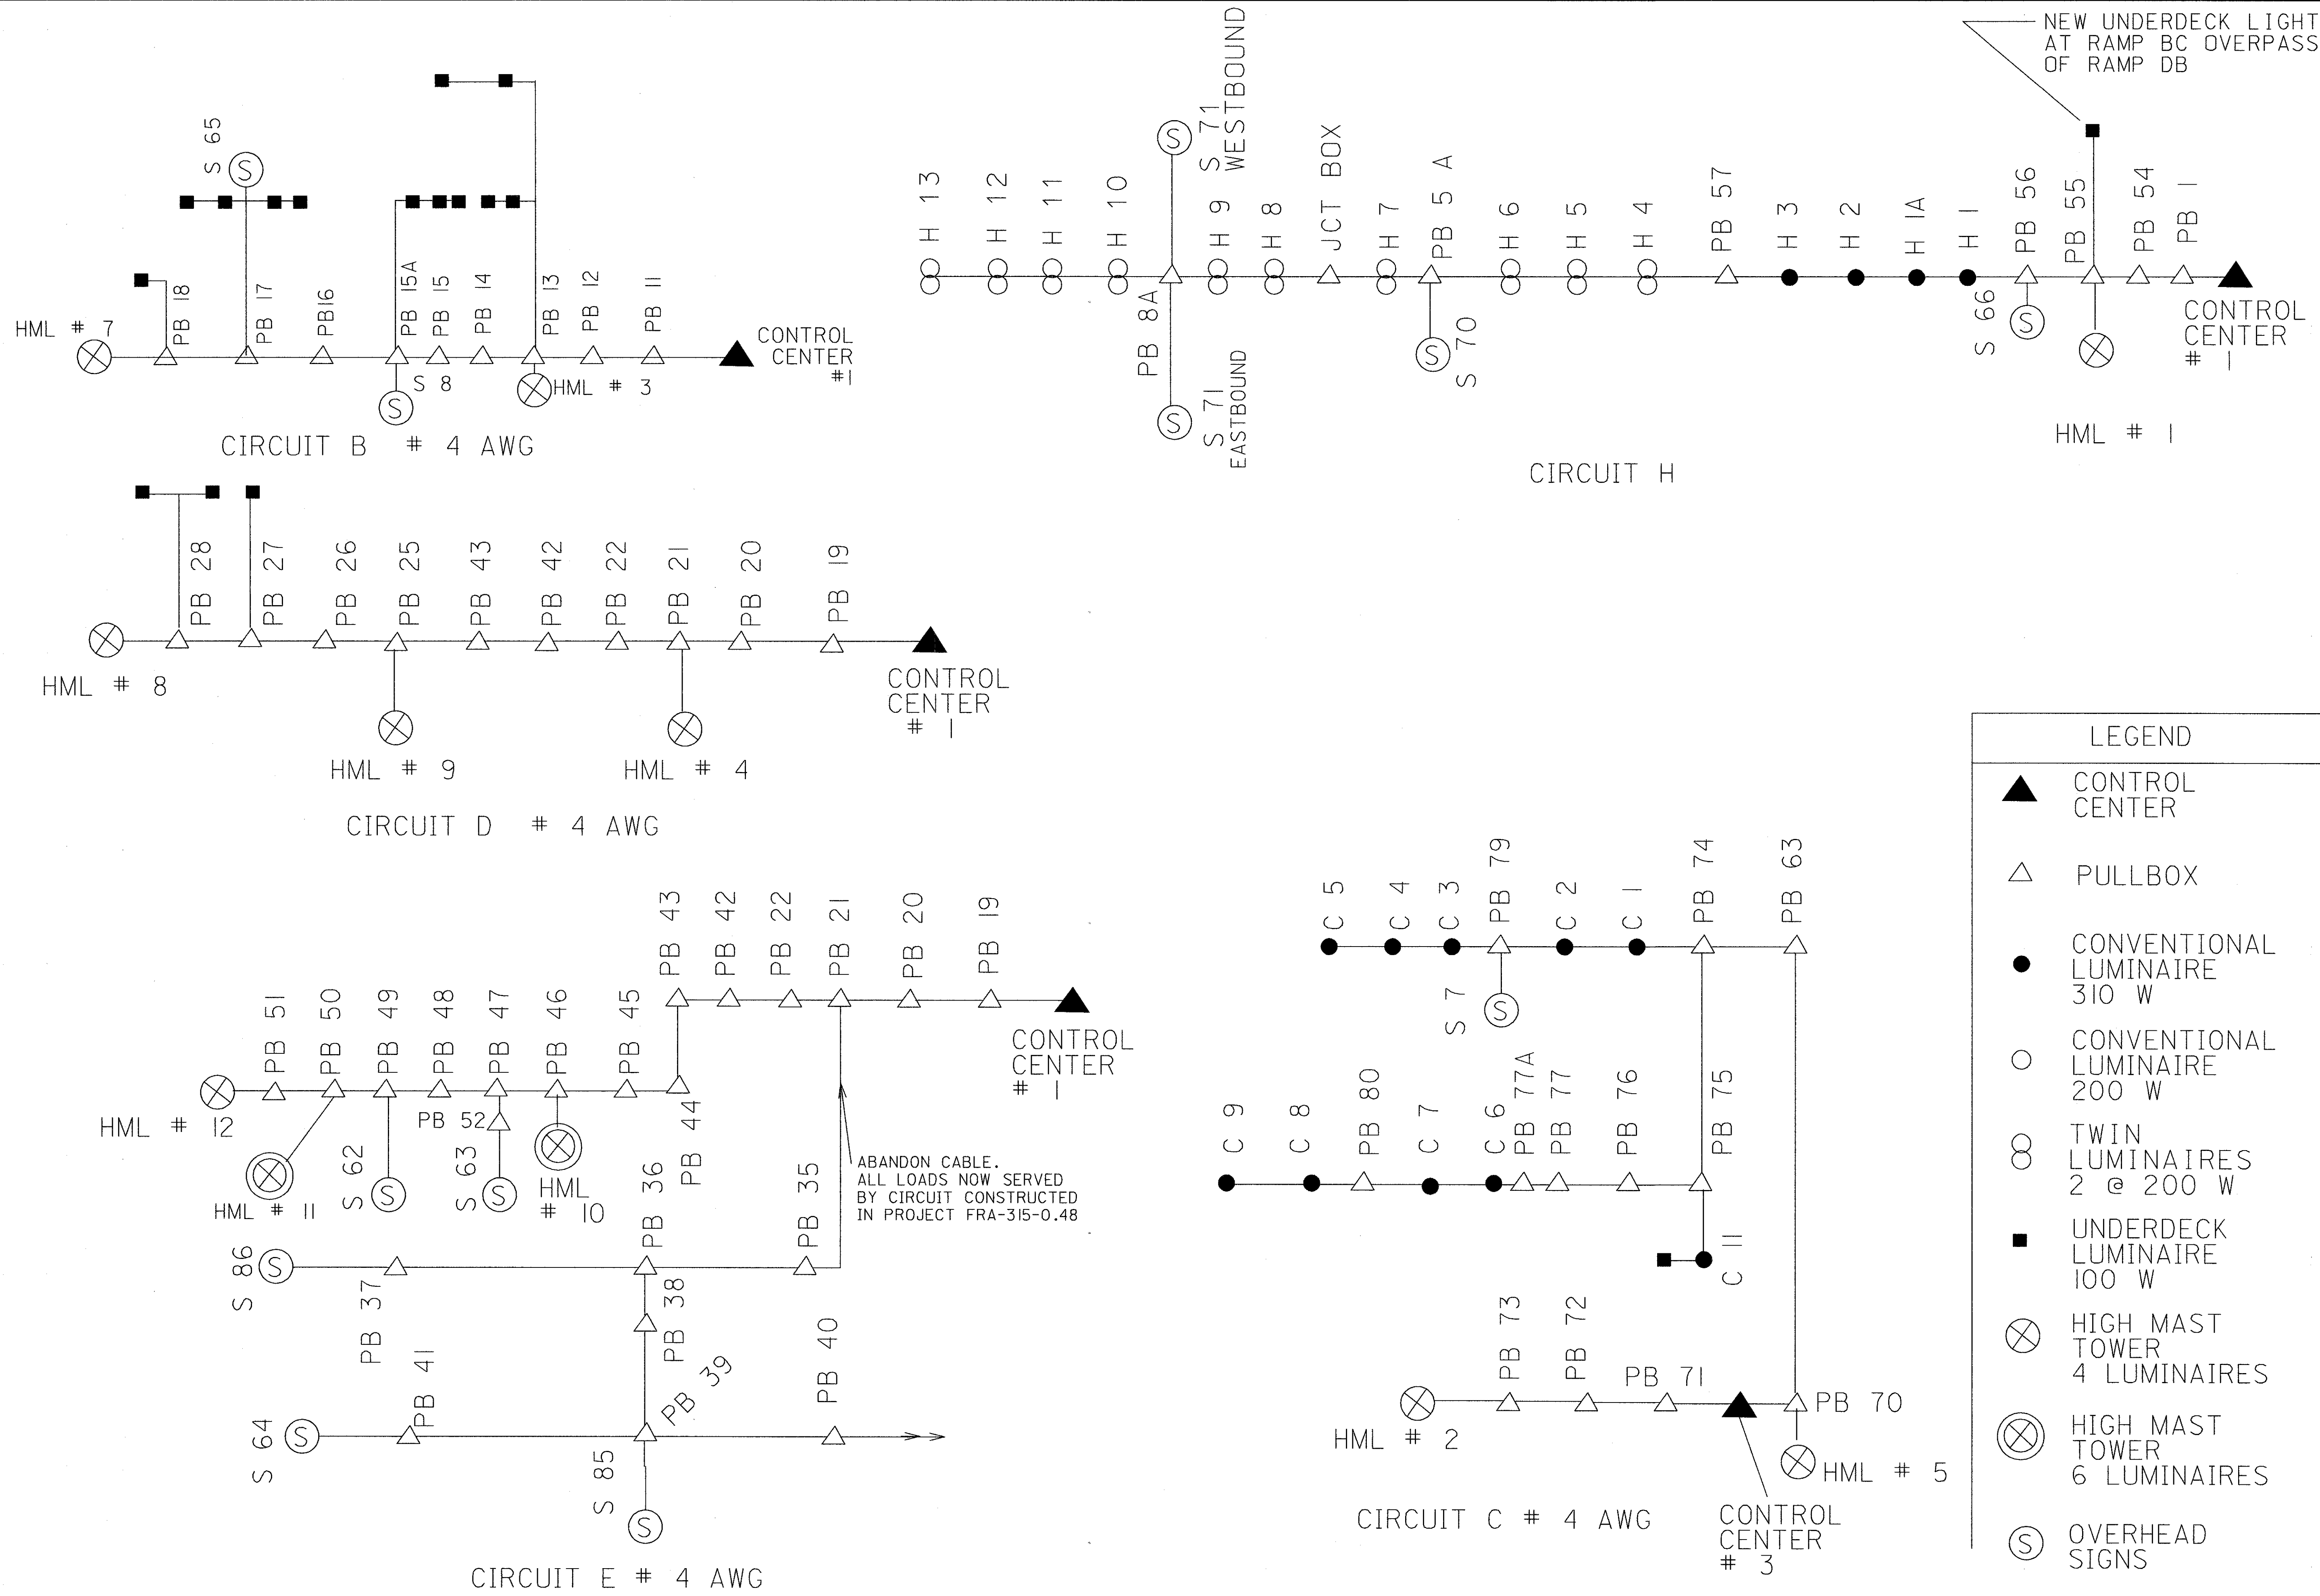 NEW UNDERDECK LIGHT
AT RAMP BC OVERPASS
OF RAMP DB
S 65
PB 18
PB 17
PB16
PB 15A
PB 15
PB 14
PB 13
PB 12
PB 11
HML # 7
S 8
HML # 3
CONTROL
CENTER
#1
CIRCUIT B # 4 AWG
H 13
H 12
H 11
H 10
S 71
WESTBOUND
H 9
H 8
JCT BOX
H 7
PB 5 A
H 6
H 5
H 4
PB 57
H 3
H 2
H 1A
H 1
PB 56
PB 55
PB 54
PB 1
PB 8A
S 71
EASTBOUND
S 70
S 66
CONTROL
CENTER
# 1
HML # 1
CIRCUIT H
PB 28
PB 27
PB 26
PB 25
PB 43
PB 42
PB 22
PB 21
PB 20
PB 19
HML # 8
HML # 9
HML # 4
CONTROL
CENTER
# 1
CIRCUIT D # 4 AWG
PB 43
PB 42
PB 22
PB 21
PB 20
PB 19
PB 51
PB 50
PB 49
PB 48
PB 47
PB 46
PB 45
PB 44
CONTROL
CENTER
# 1
HML # 12
PB 52
HML # 11
S 62
S 63
HML
# 10
ABANDON CABLE.
ALL LOADS NOW SERVED
BY CIRCUIT CONSTRUCTED
IN PROJECT FRA-315-0.48
S 86
PB 37
PB 36
PB 35
PB 38
PB 41
PB 39
PB 40
S 64
S 85
CIRCUIT E # 4 AWG
C 5
C 4
C 3
PB 79
C 2
C 1
PB 74
PB 63
S 7
C 9
C 8
PB 80
C 7
C 6
PB 77A
PB 77
PB 76
PB 75
C 11
PB 73
PB 72
PB 71
PB 70
HML # 2
HML # 5
CIRCUIT C # 4 AWG
CONTROL
CENTER
# 3
LEGEND
CONTROL
CENTER
PULLBOX
CONVENTIONAL
LUMINAIRE
310 W
CONVENTIONAL
LUMINAIRE
200 W
TWIN
LUMINAIRES
2 @ 200 W
UNDERDECK
LUMINAIRE
100 W
HIGH MAST
TOWER
4 LUMINAIRES
HIGH MAST
TOWER
6 LUMINAIRES
OVERHEAD
SIGNS
S
S
S
S
S
S
S
S
S
S
S
S
S